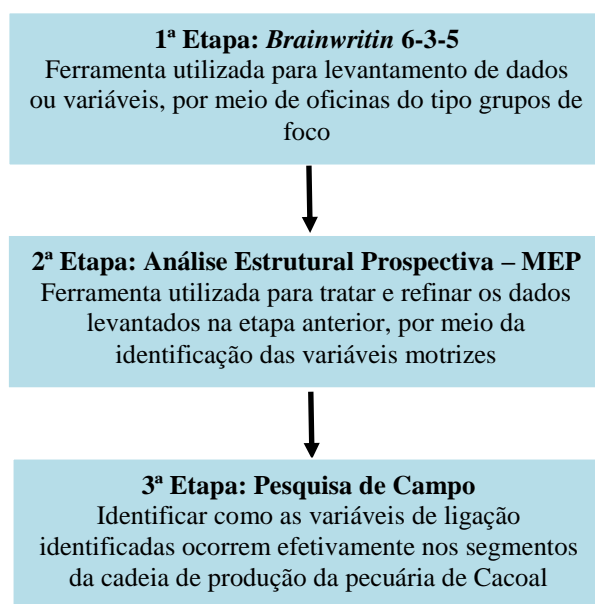 1ª Etapa: Brainwritin 6-3-5
Ferramenta utilizada para levantamento de dados
ou variáveis, por meio de oficinas do tipo grupos de
foco
2ª Etapa: Análise Estrutural Prospectiva – MEP
Ferramenta utilizada para tratar e refinar os dados
levantados na etapa anterior, por meio da
identificação das variáveis motrizes
3ª Etapa: Pesquisa de Campo
Identificar como as variáveis de ligação
identificadas ocorrem efetivamente nos segmentos
da cadeia de produção da pecuária de Cacoal